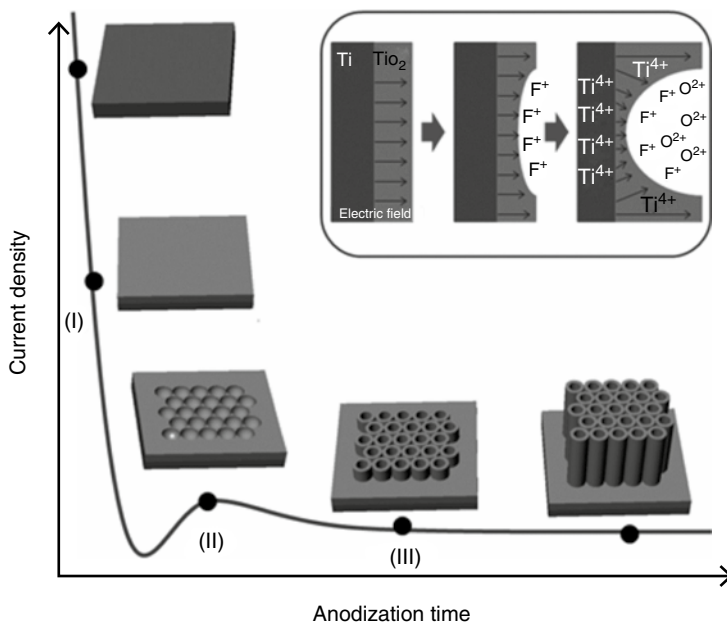 Ti
Tio2
Electric field
F+
F+
F+
F+
Ti4+
Ti4+
Ti4+
Ti4+
Ti4+
F+
O2+
F+
O2+
O2+
F+
O2+
F+
Ti4+
Current density
(I)
(II)
(III)
Anodization time